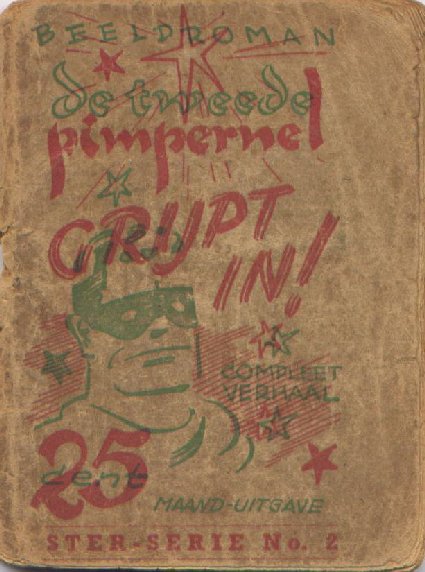 BEELDROMAN
de tweede
pimpernel
GRIJPT
IN!
COMPLEET
VERHAAL
25
cent
MAAND-UITGAVE
STER-SERIE No. 2